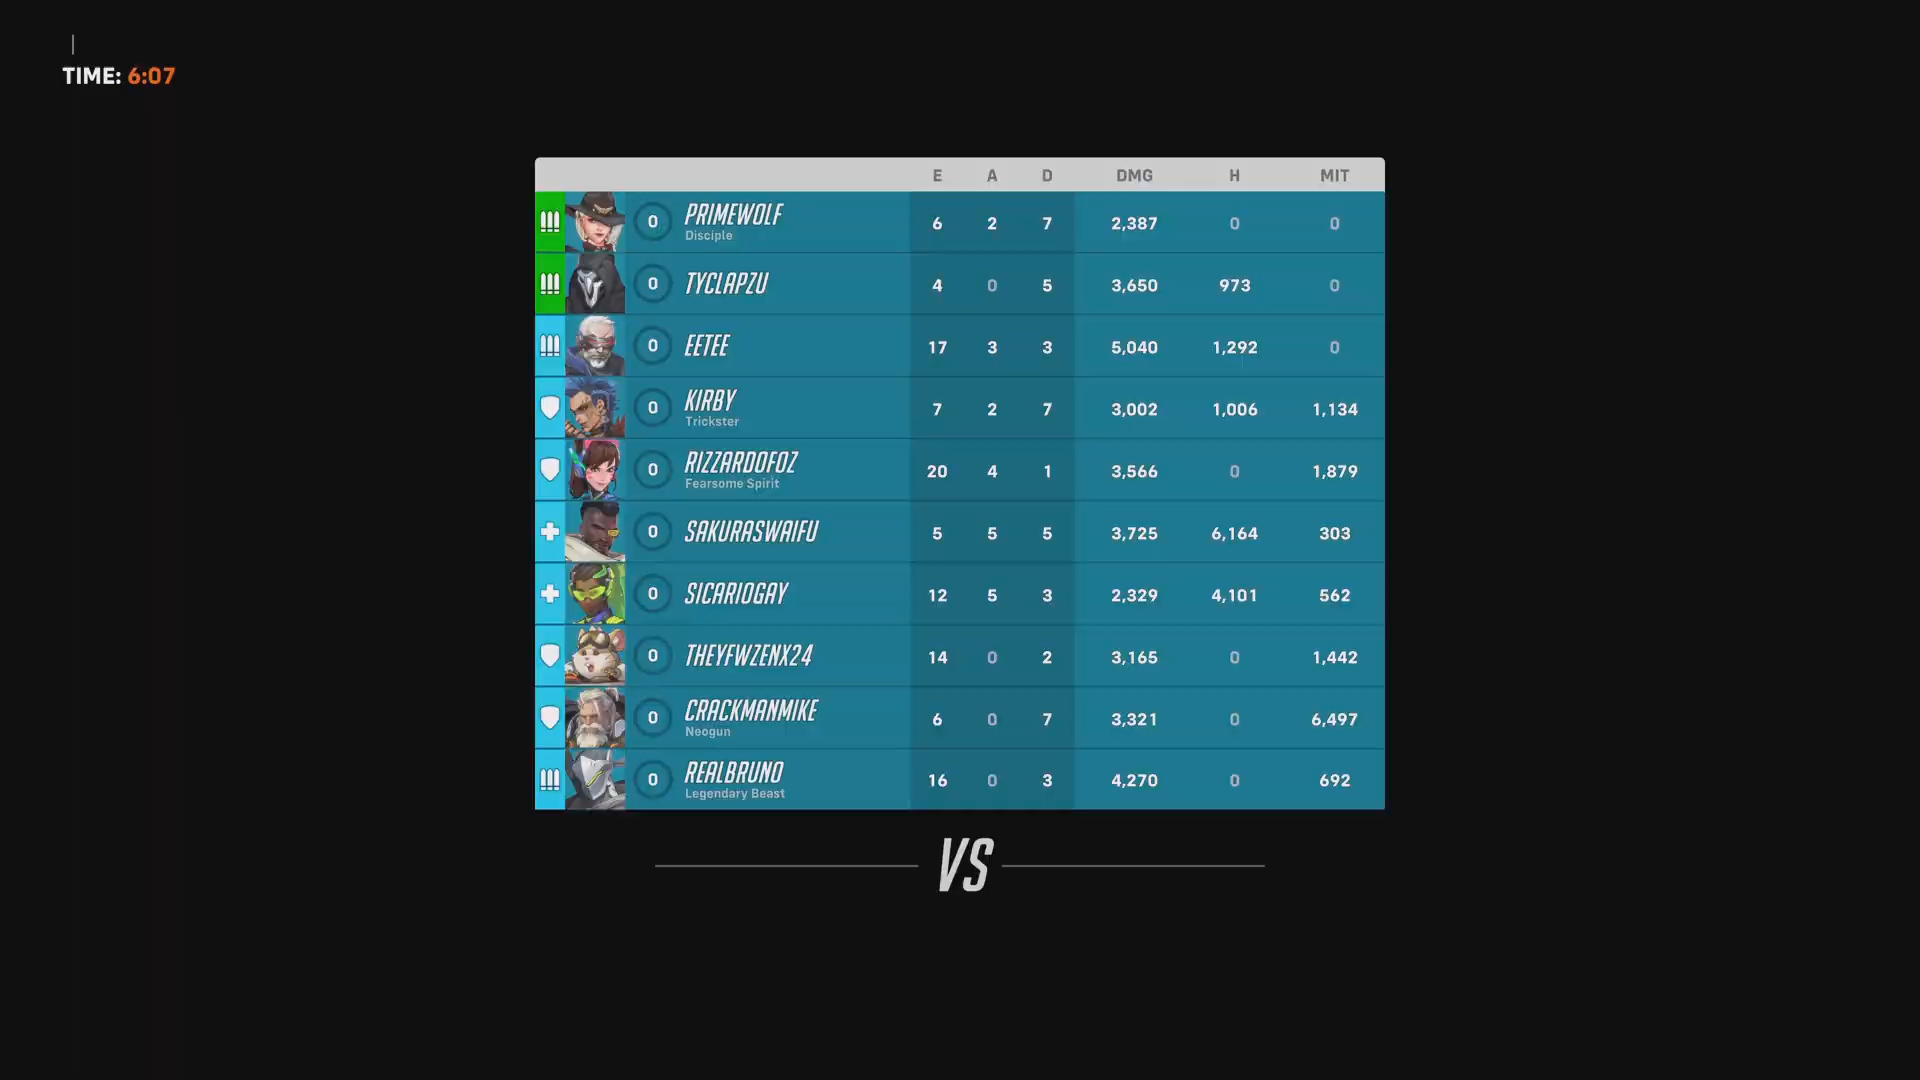 TIME: 6:07
E A D DMG H MIT
0 PRIMEWOLF 6 2 7 2,387 0 0
Disciple
0 TYCLAPZU 4 0 5 3,650 973 0
0 EETEE 17 3 3 5,040 1,292 0
0 KIRBY 7 2 7 3,002 1,006 1,134
Trickster
0 RIZZARDOFOZ 20 4 1 3,566 0 1,879
Fearsome Spirit
0 SAKURASWAIFU 5 5 5 3,725 6,164 303
0 SICARIOGAY 12 5 3 2,329 4,101 562
0 THEYFWZENX24 14 0 2 3,165 0 1,442
0 CRACKMANMIKE 6 0 7 3,321 0 6,497
Neogun
0 REALBRUNO 16 0 3 4,270 0 692
Legendary Beast
VS